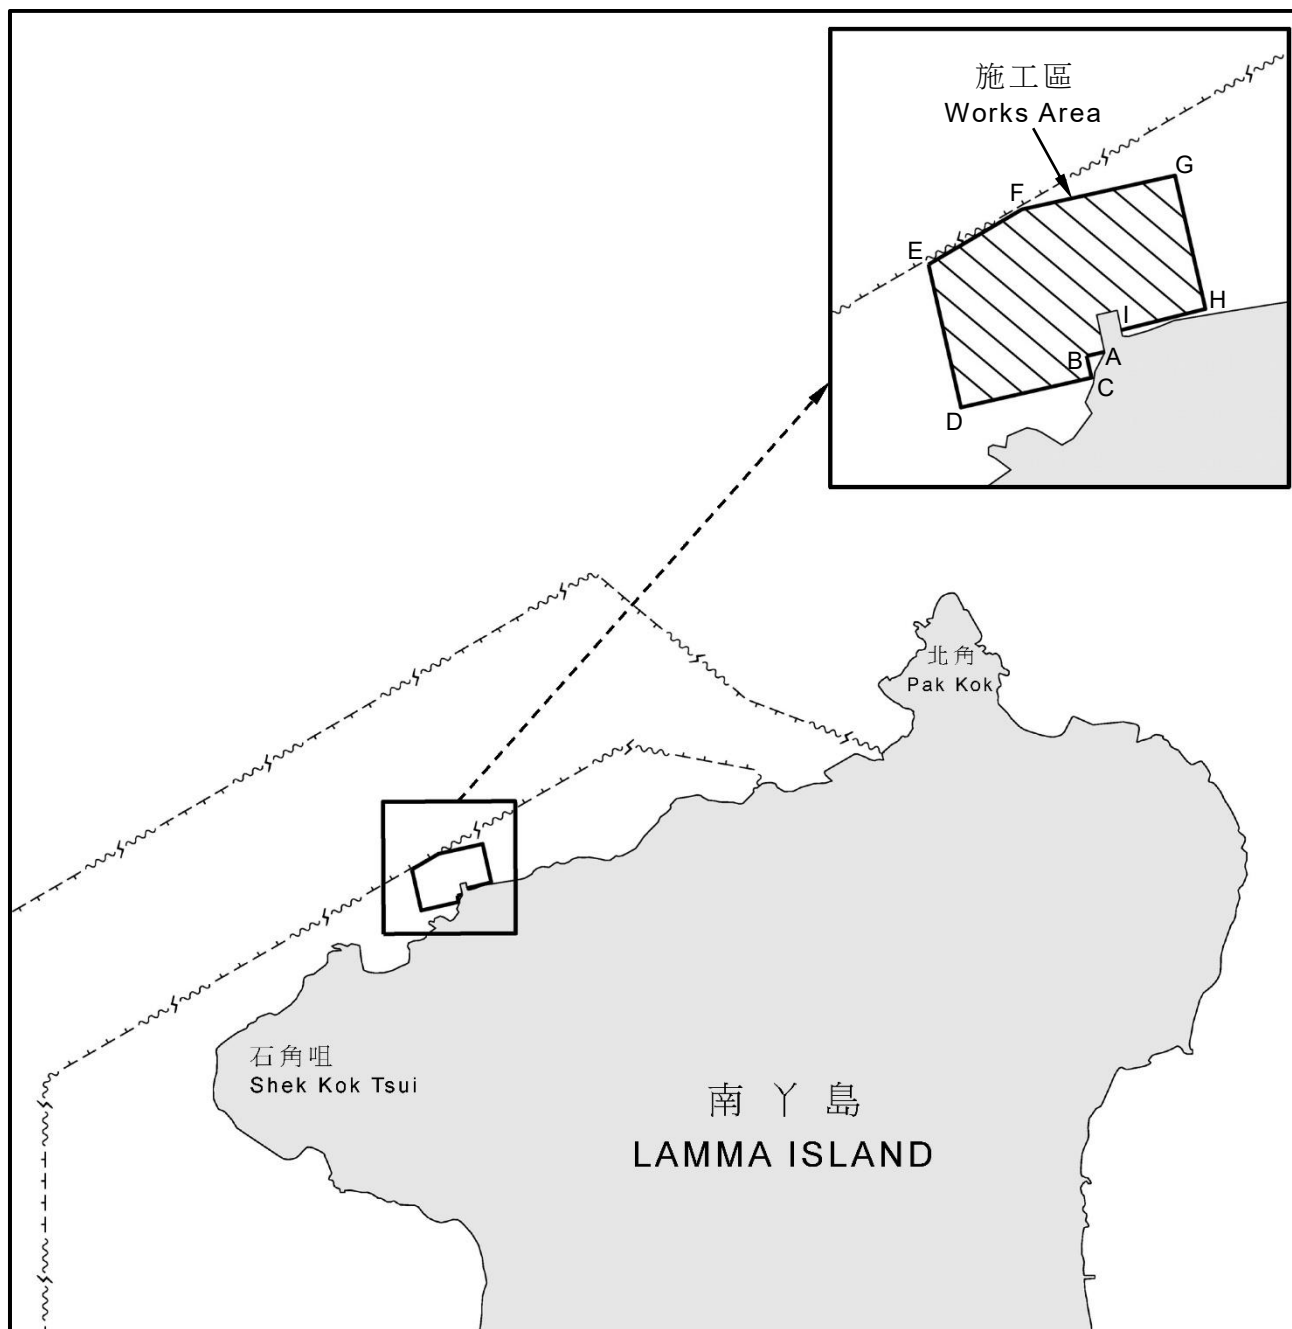 施工區
Works Area
G
F
E
H
I
B
A
C
D
北角
Pak Kok
石角咀
Shek Kok Tsui
南丫島
LAMMA ISLAND